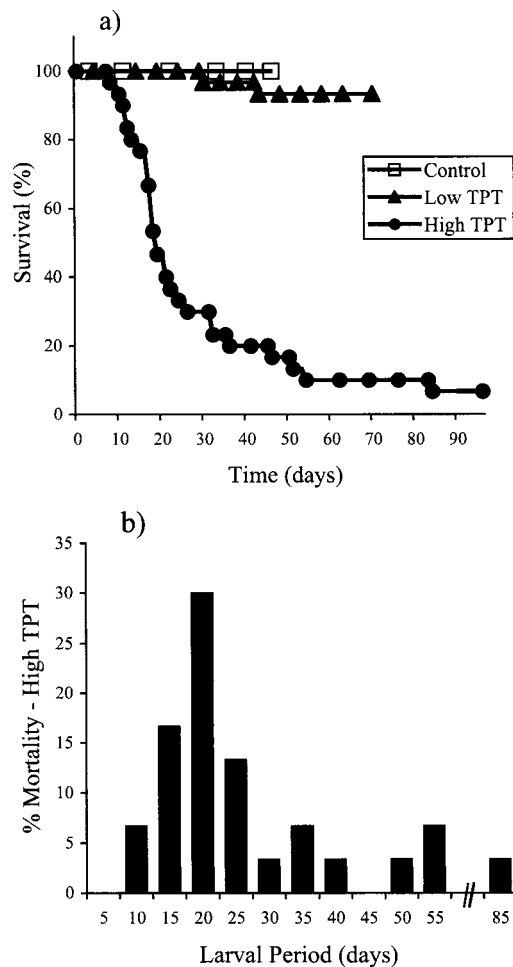 a)
100
80
60
40
20
0
Survival (%)
Control
Low TPT
High TPT
0 10 20 30 40 50 60 70 80 90
Time (days)
b)
35
30
25
20
15
10
5
0
% Mortality - High TPT
5 10 15 20 25 30 35 40 45 50 55 85
Larval Period (days)